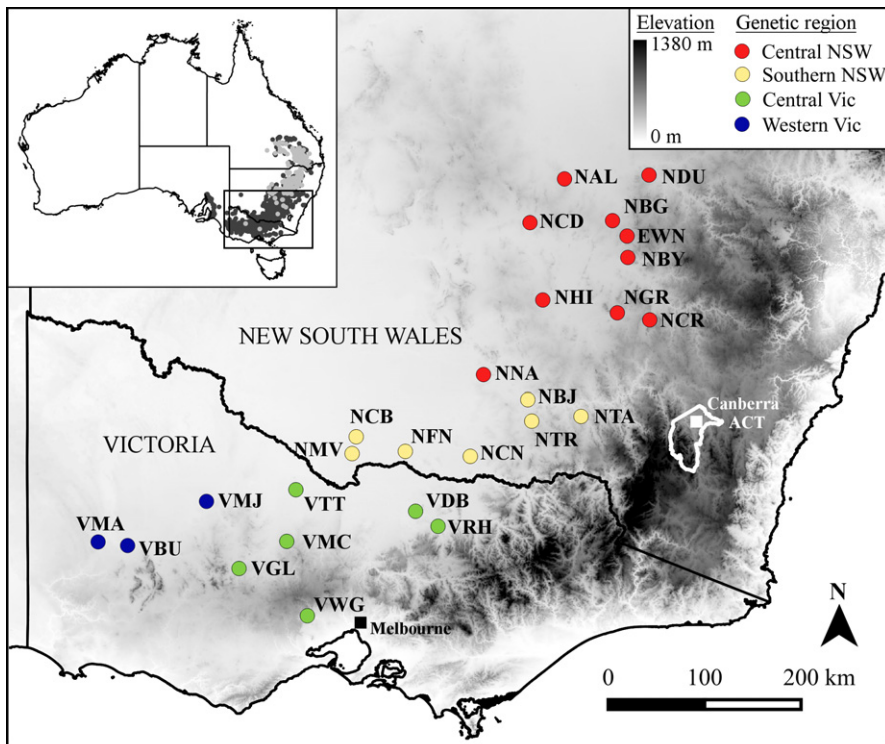 Elevation
1380 m
0 m
Genetic region
Central NSW
Southern NSW
Central Vic
Western Vic
NAL
NDU
NCD
NBG
EWN
NBY
NHI
NGR
NCR
NEW SOUTH WALES
NNA
NBJ
NTA
Canberra
ACT
NCB
NTR
VICTORIA
NMV
NFN
NCN
VMJ
VTT
VDB
VRH
VMA
VBU
VMC
VGL
VWG
Melbourne
N
0 100 200 km